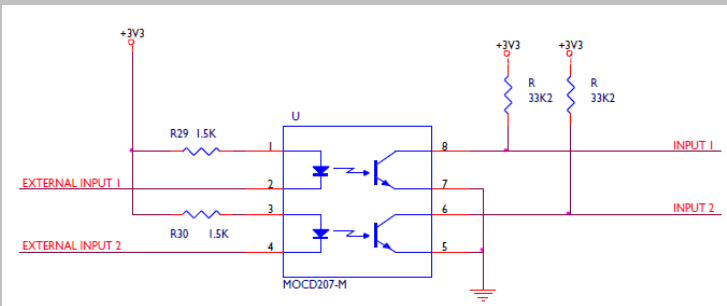 +3V3
+3V3
+3V3
R
33K2
R
33K2
U
R29 1.5K
1
8
INPUT 1
EXTERNAL INPUT 1
2
7
3
6
INPUT 2
R30 1.5K
EXTERNAL INPUT 2
4
5
MOCD207-M